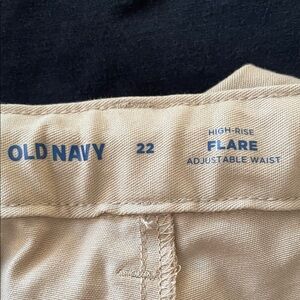 OLD NAVY
22
HIGH-RISE
FLARE
ADJUSTABLE WAIST